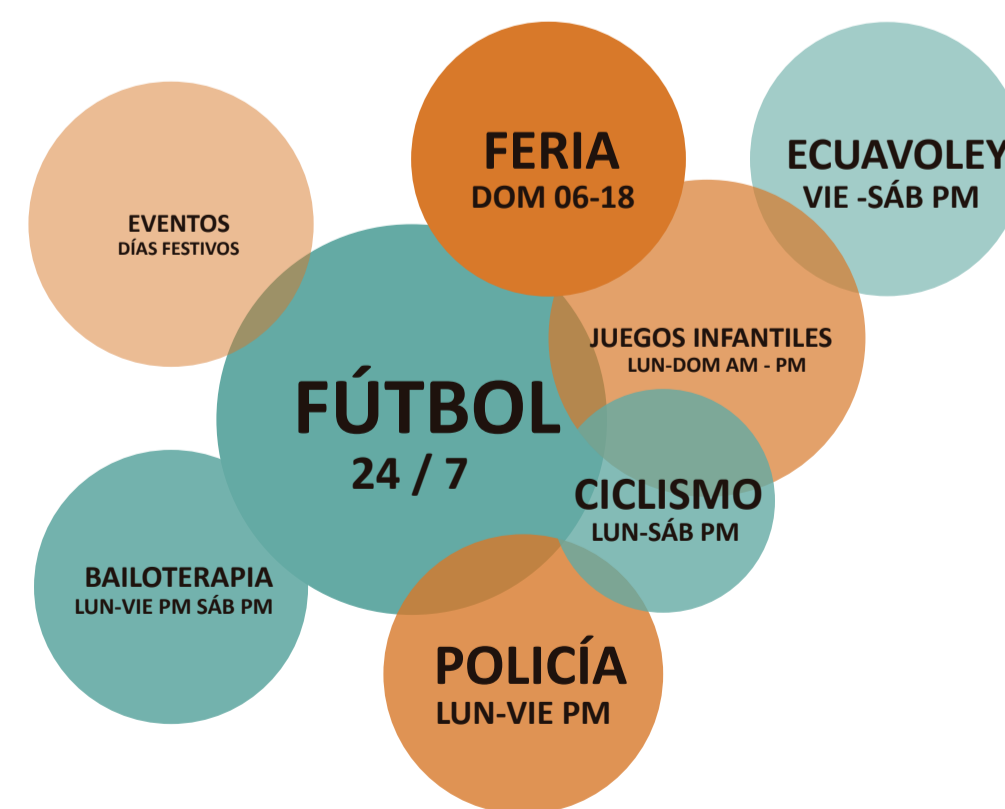 FERIA
DOM 06-18
ECUAVOLEY
VIE -SÁB PM
EVENTOS
DÍAS FESTIVOS
JUEGOS INFANTILES
LUN-DOM AM - PM
FÚTBOL
24 / 7
CICLISMO
LUN-SÁB PM
BAILOTERAPIA
LUN-VIE PM SÁB PM
POLICÍA
LUN-VIE PM